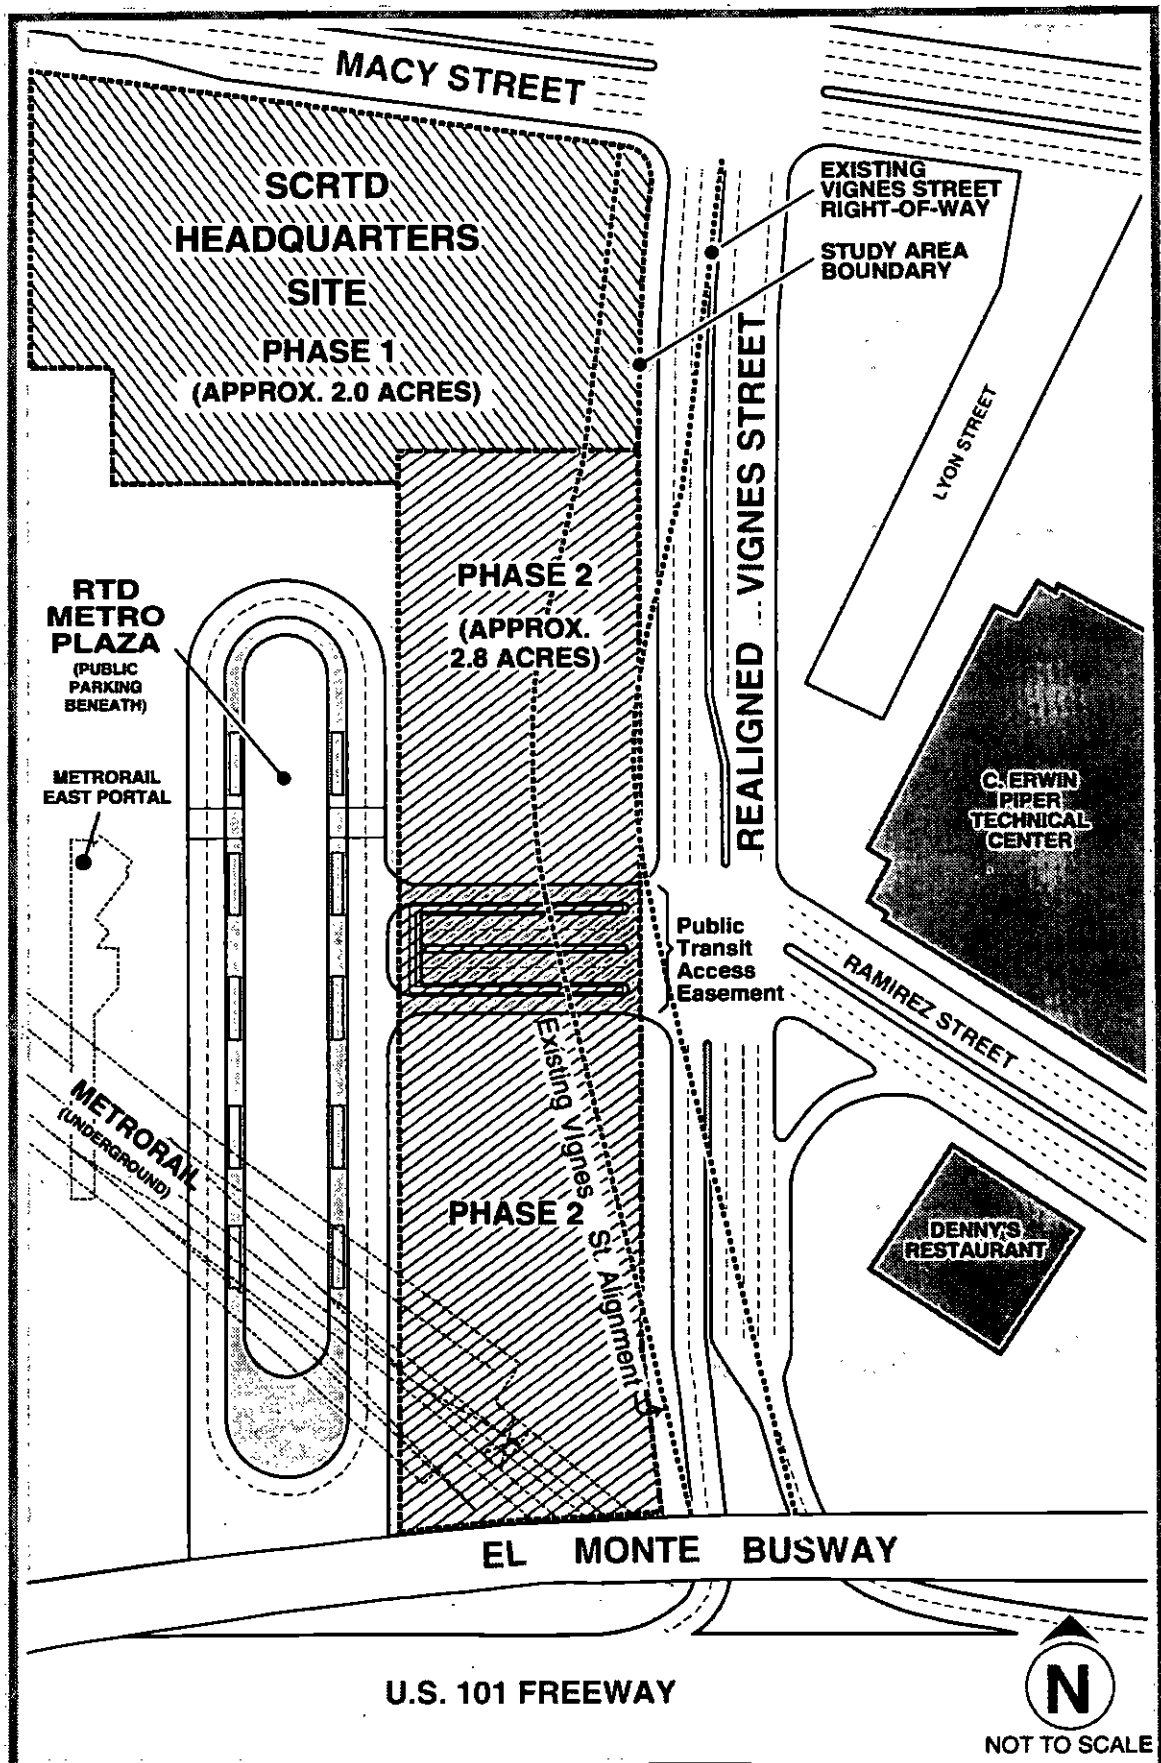 MACY STREET
SCRTD
HEADQUARTERS
SITE
PHASE 1
(APPROX. 2.0 ACRES)
EXISTING
VIGNES STREET
RIGHT-OF-WAY
STUDY AREA
BOUNDARY
REALIGNED VIGNES STREET
LYON STREET
PHASE 2
(APPROX.
2.8 ACRES)
RTD
METRO
PLAZA
(PUBLIC
PARKING
BENEATH)
METRORAIL
EAST PORTAL
C. ERWIN
PIPER
TECHNICAL
CENTER
Public
Transit
Access
Easement
RAMIREZ STREET
Existing Vignes St. Alignment
METRORAIL
(UNDERGROUND)
PHASE 2
DENNY'S
RESTAURANT
EL MONTE BUSWAY
U.S. 101 FREEWAY
N
NOT TO SCALE